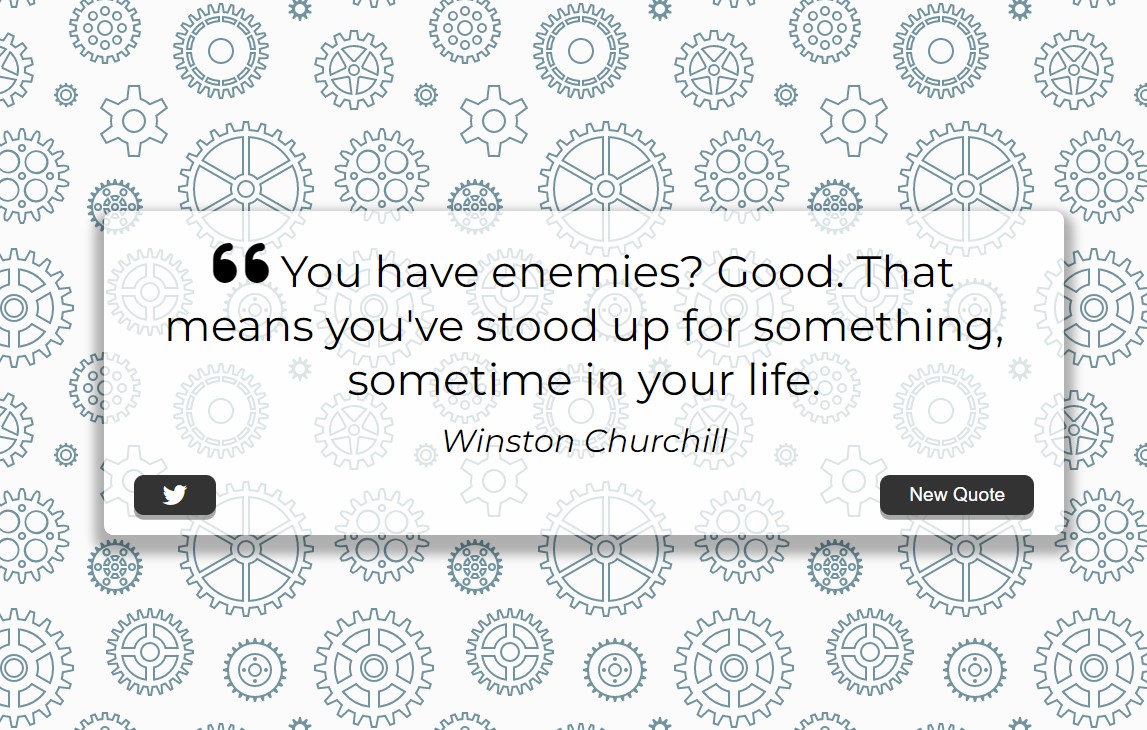 ❝ You have enemies? Good. That
means you've stood up for something,
sometime in your life.
Winston Churchill
New Quote